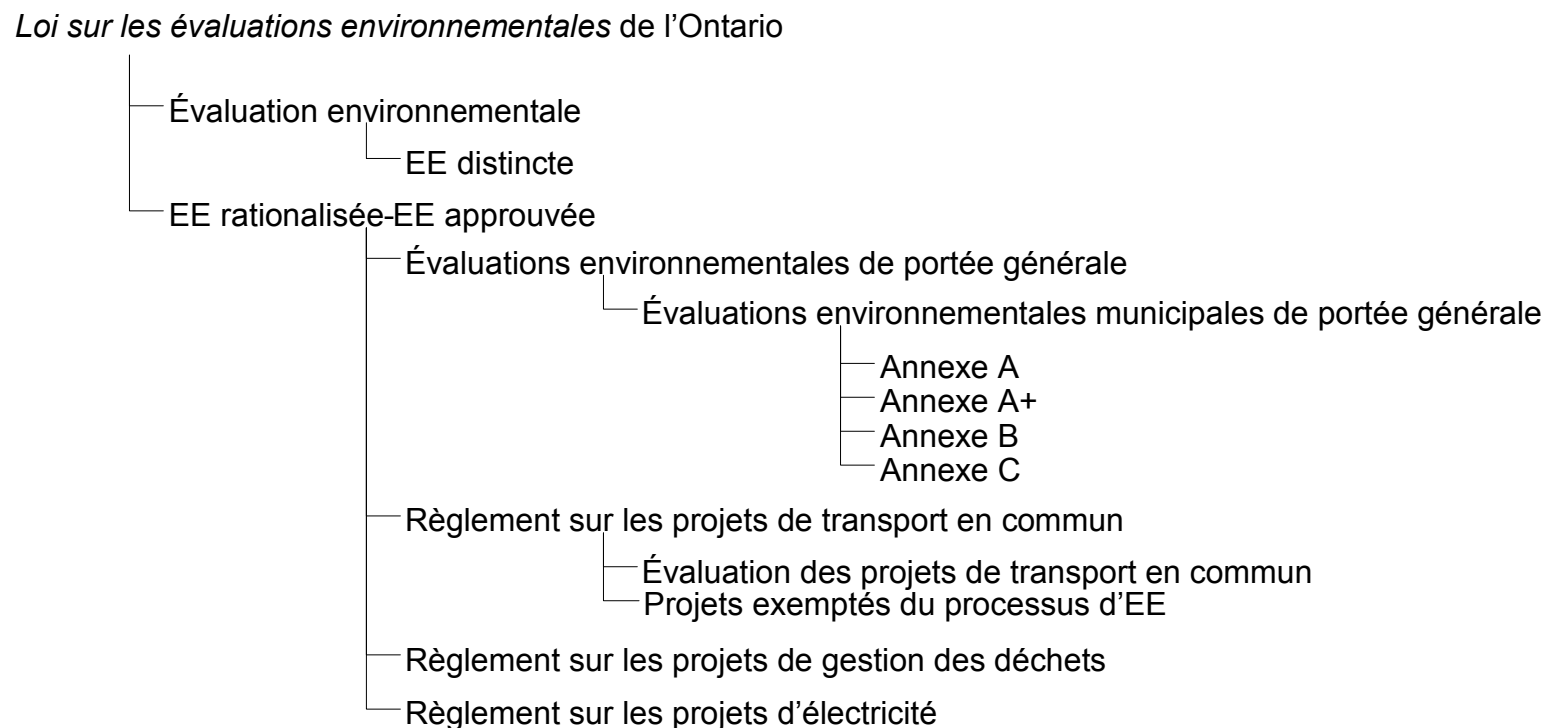 Loi sur les évaluations environnementales de l’Ontario
Évaluation environnementale
EE distincte
EE rationalisée-EE approuvée
Évaluations environnementales de portée générale
Évaluations environnementales municipales de portée générale
Annexe A
Annexe A+
Annexe B
Annexe C
Règlement sur les projets de transport en commun
Évaluation des projets de transport en commun
Projets exemptés du processus d’EE
Règlement sur les projets de gestion des déchets
Règlement sur les projets d’électricité